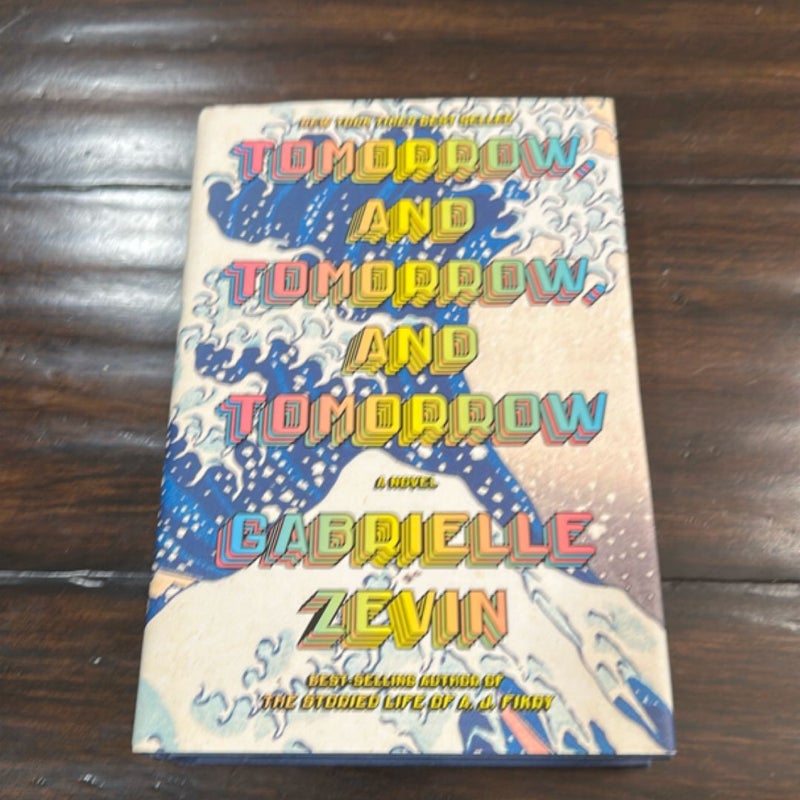 NEW YORK TIMES BEST SELLER
TOMORROW,
AND
TOMORROW,
AND
TOMORROW
A NOVEL
GABRIELLE
ZEVIN
BEST-SELLING AUTHOR OF
THE STORIED LIFE OF A. J. FIKRY